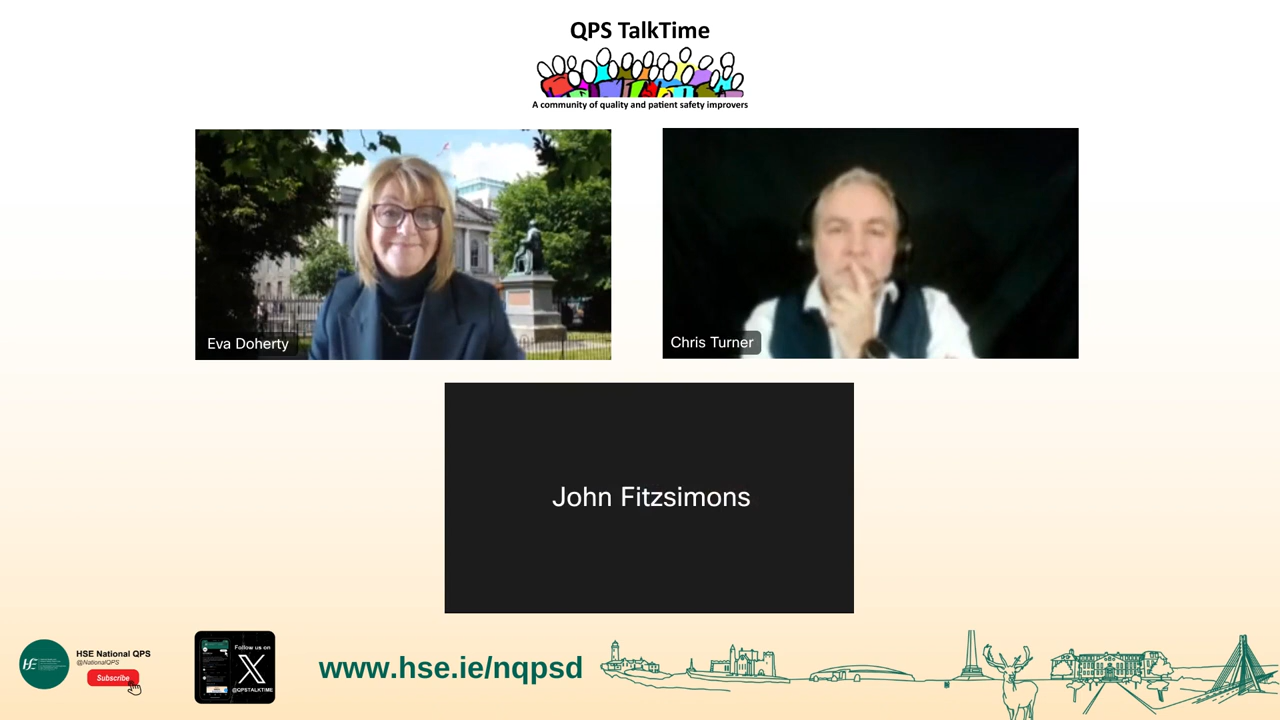 QPS TalkTime
A community of quality and patient safety improvers
Eva Doherty
Chris Turner
John Fitzsimons
HSE National QPS
@NationalQPS
Subscribe
Follow us on
X
@QPSTALKTIME
www.hse.ie/nqpsd